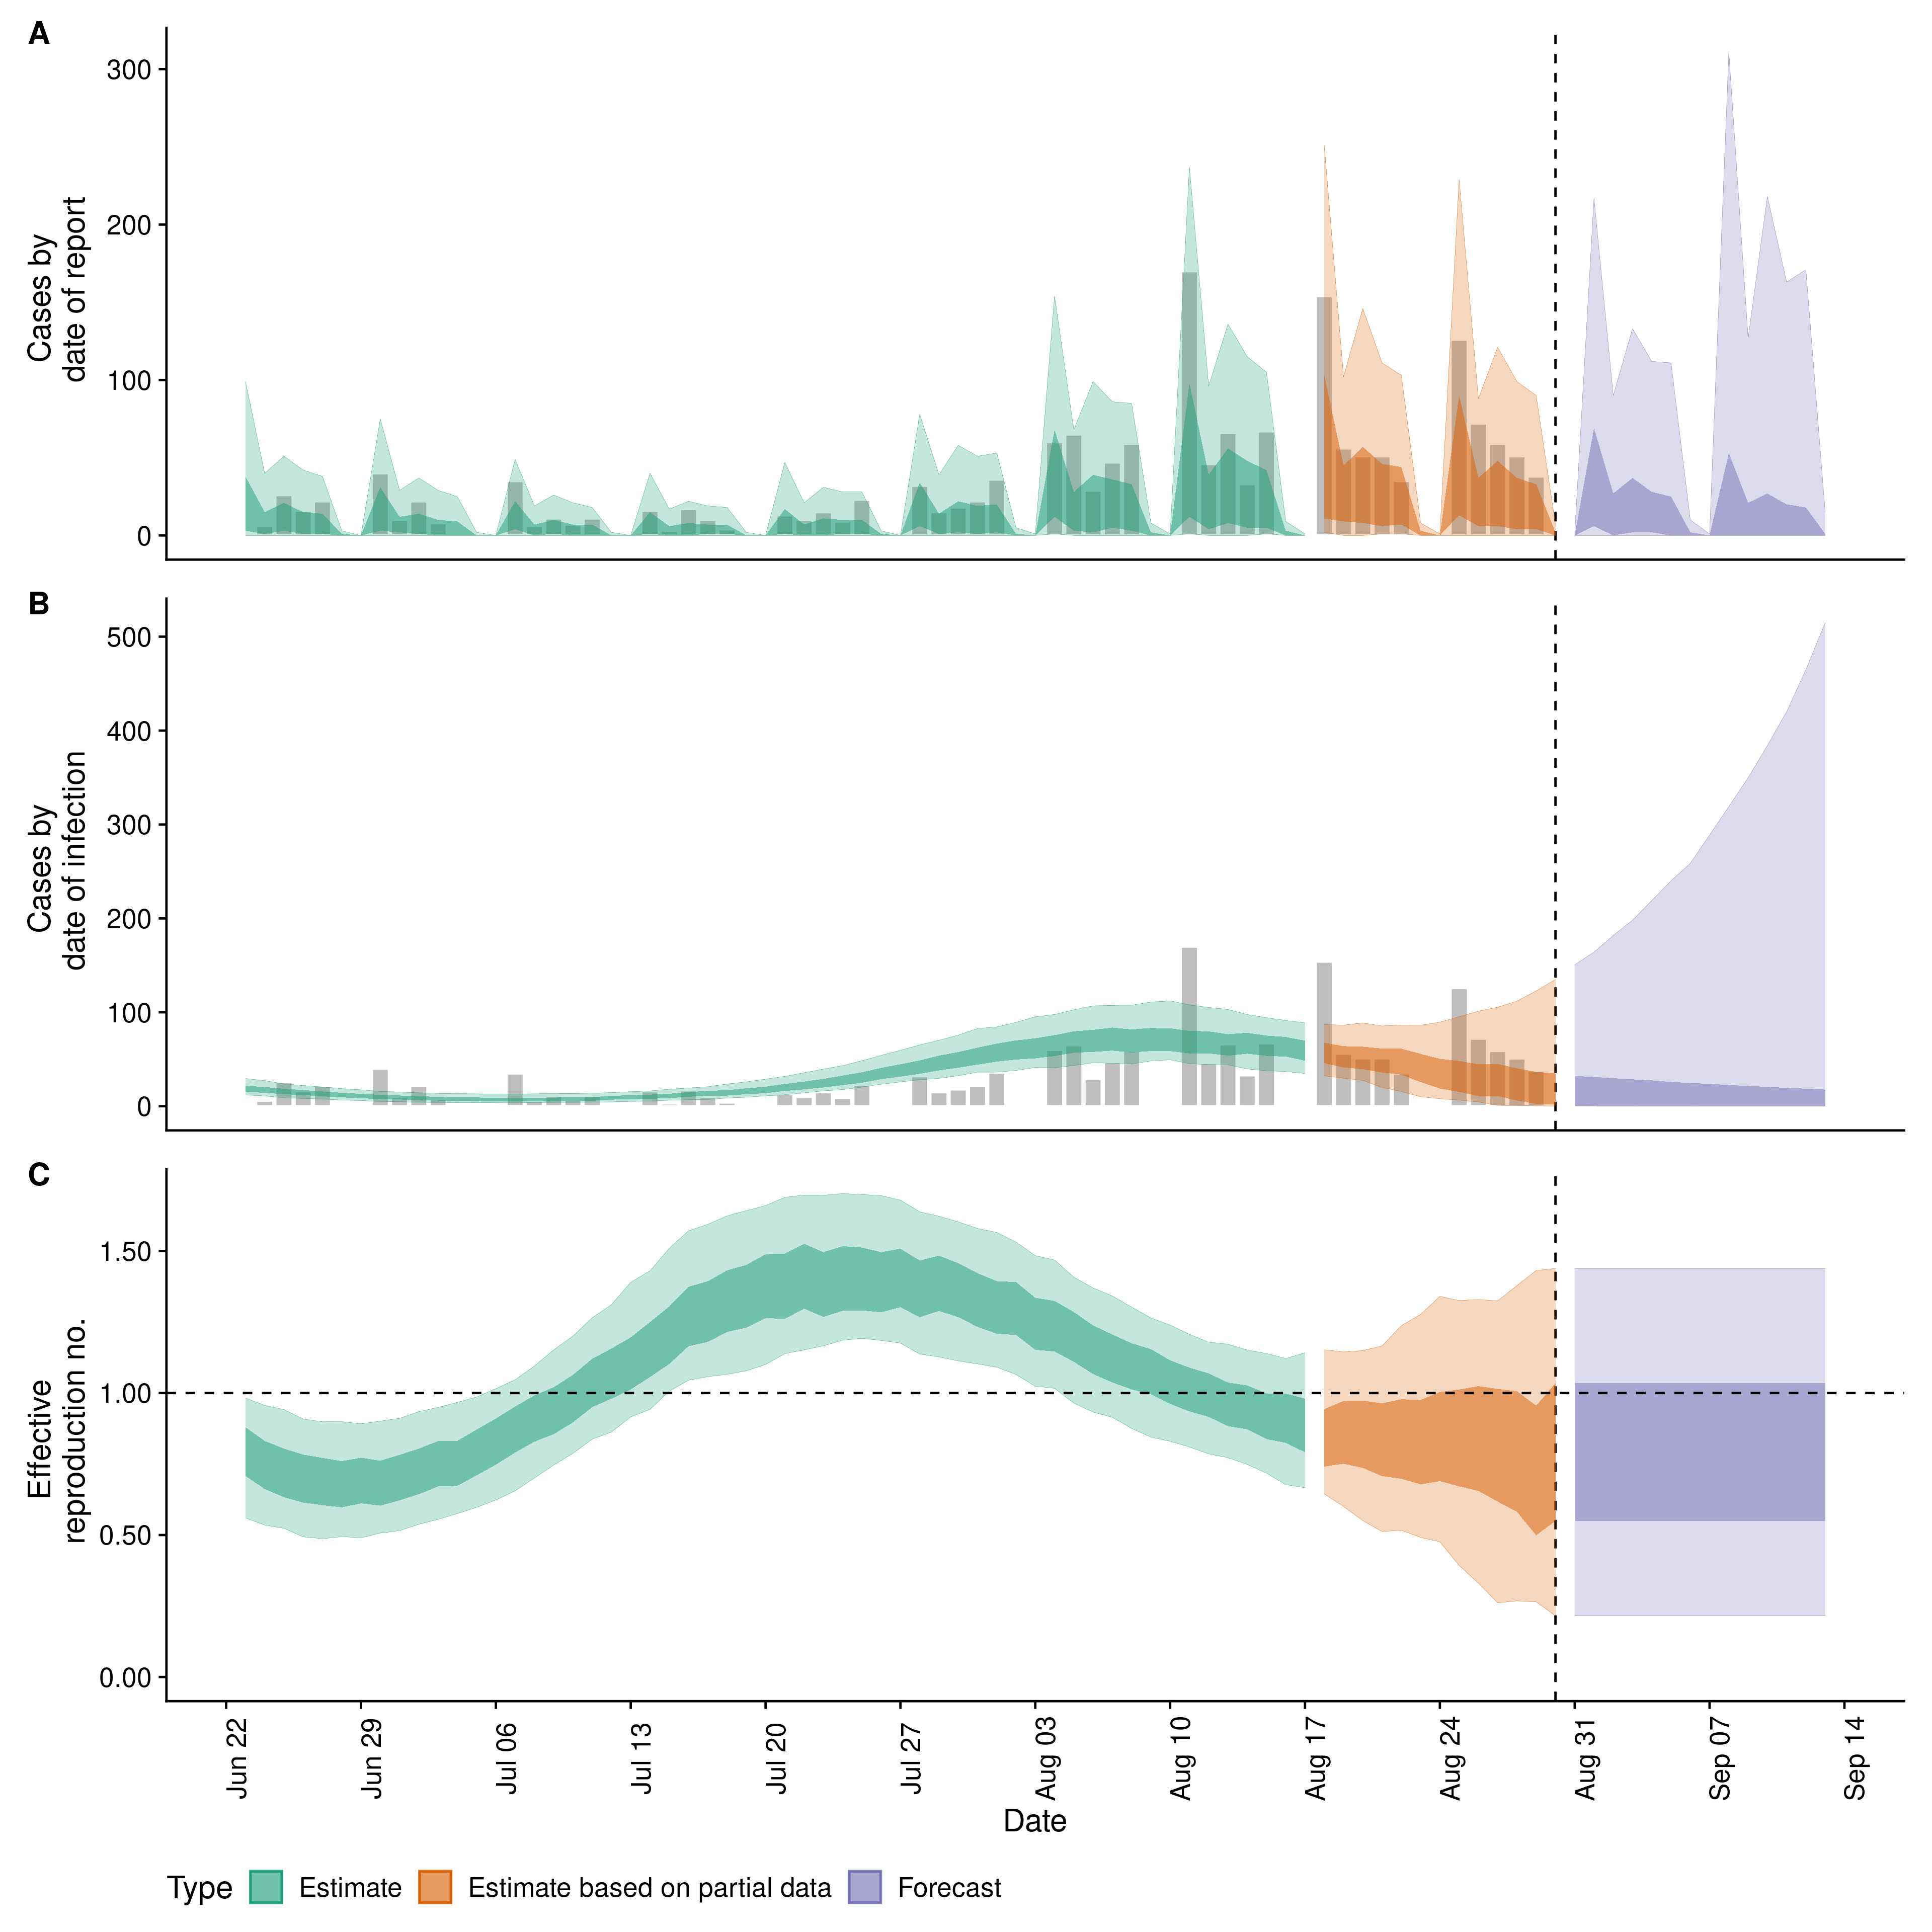 A
Cases by
date of report
300
200
100
0
B
Cases by
date of infection
500
400
300
200
100
0
C
Effective
reproduction no.
1.50
1.00
0.50
0.00
Jun 22
Jun 29
Jul 06
Jul 13
Jul 20
Jul 27
Aug 03
Aug 10
Aug 17
Aug 24
Aug 31
Sep 07
Sep 14
Date
Type Estimate Estimate based on partial data Forecast